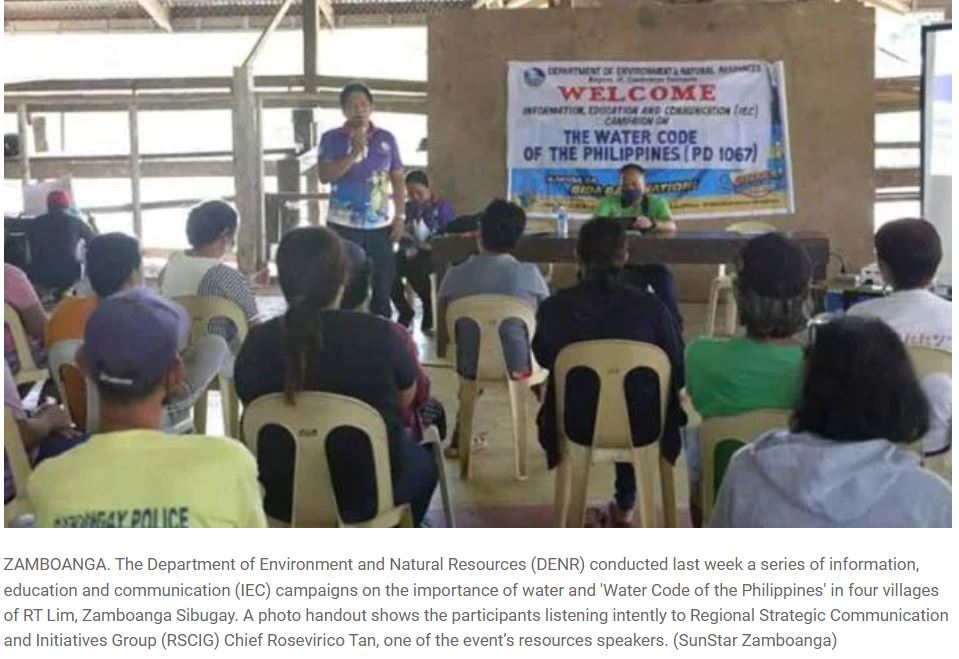 DEPARTMENT OF ENVIRONMENT & NATURAL RESOURCES
WELCOME
INFORMATION, EDUCATION AND COMMUNICATION (IEC)
CAMPAIGN ON
THE WATER CODE
OF THE PHILIPPINES (PD 1067)
POLICE
ZAMBOANGA. The Department of Environment and Natural Resources (DENR) conducted last week a series of information,
education and communication (IEC) campaigns on the importance of water and 'Water Code of the Philippines' in four villages
of RT Lim, Zamboanga Sibugay. A photo handout shows the participants listening intently to Regional Strategic Communication
and Initiatives Group (RSCIG) Chief Rosevirico Tan, one of the event’s resources speakers. (SunStar Zamboanga)